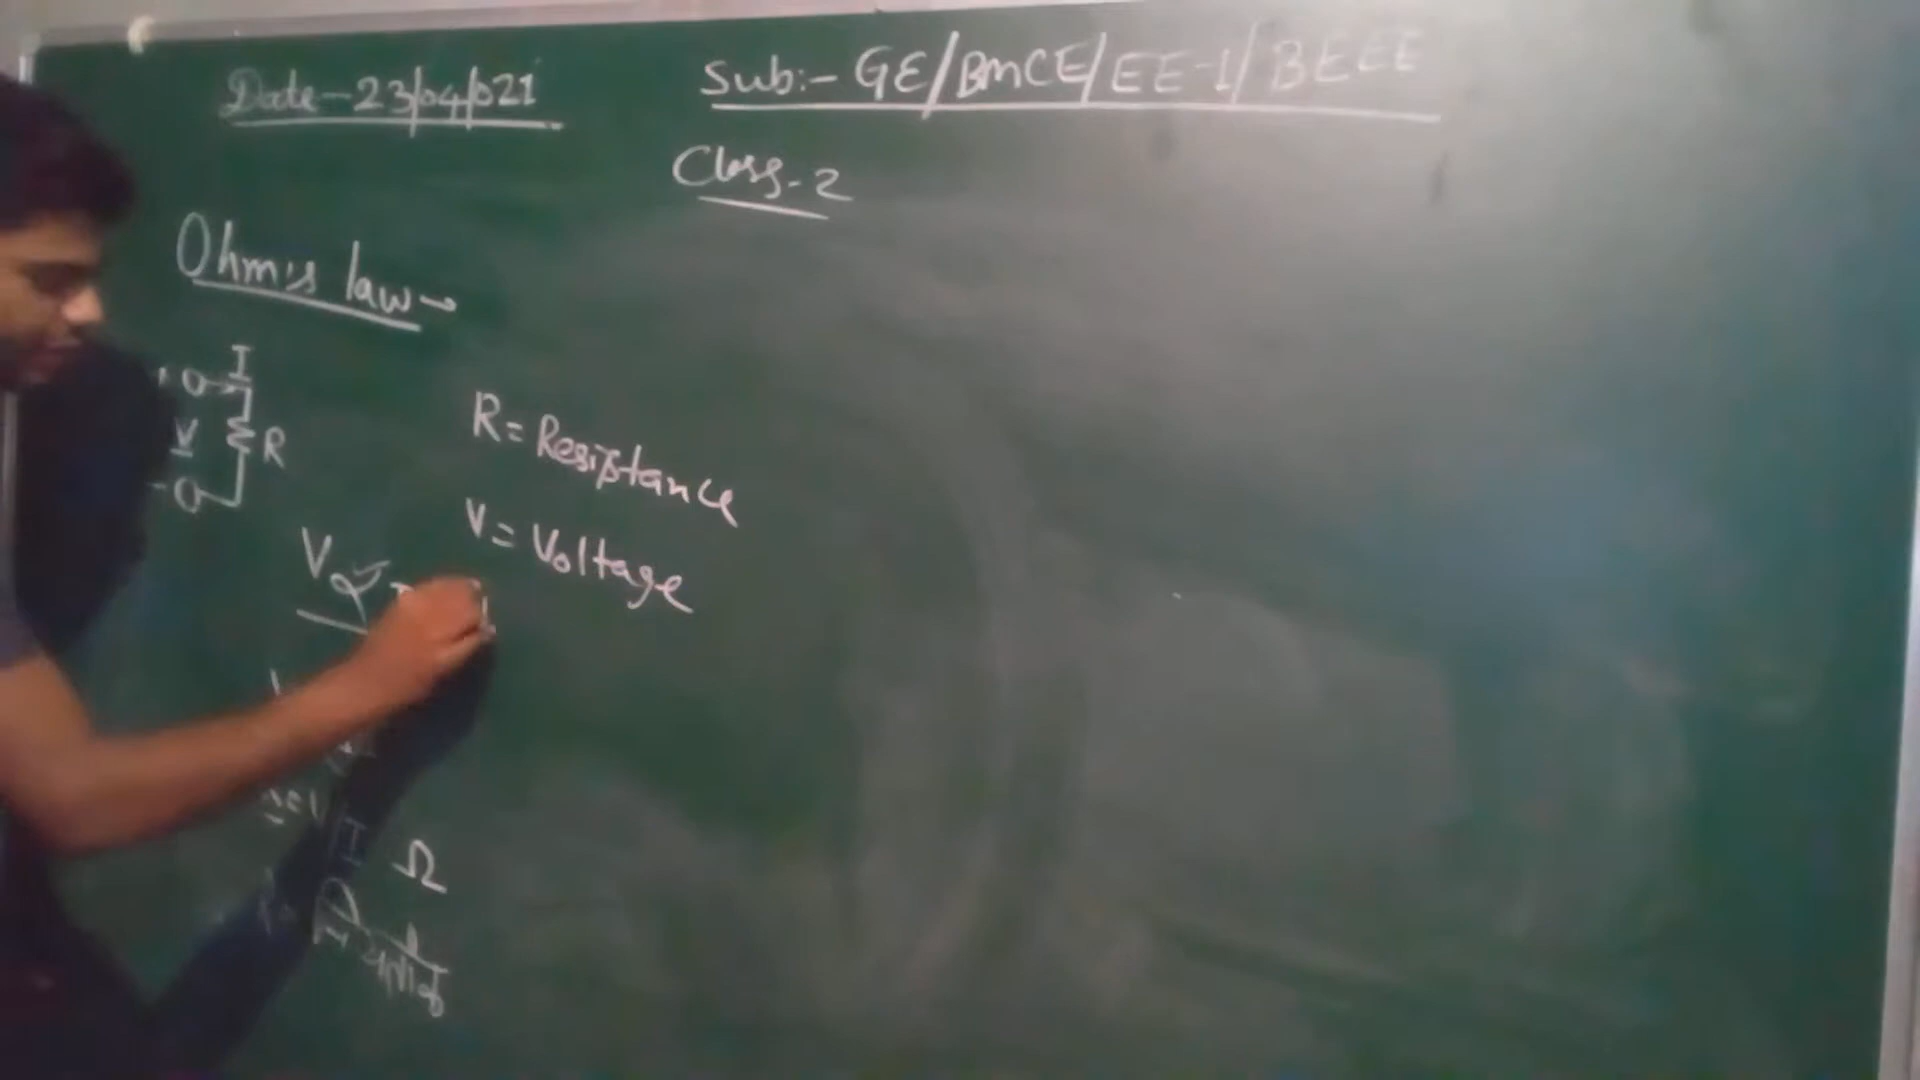 Date-23/04/021
Sub:- GE/BMCE/EE-1/BEEE
Class-2
Ohm's law→
I
V
R
R= Resistance
V= Voltage
V
I
Ω